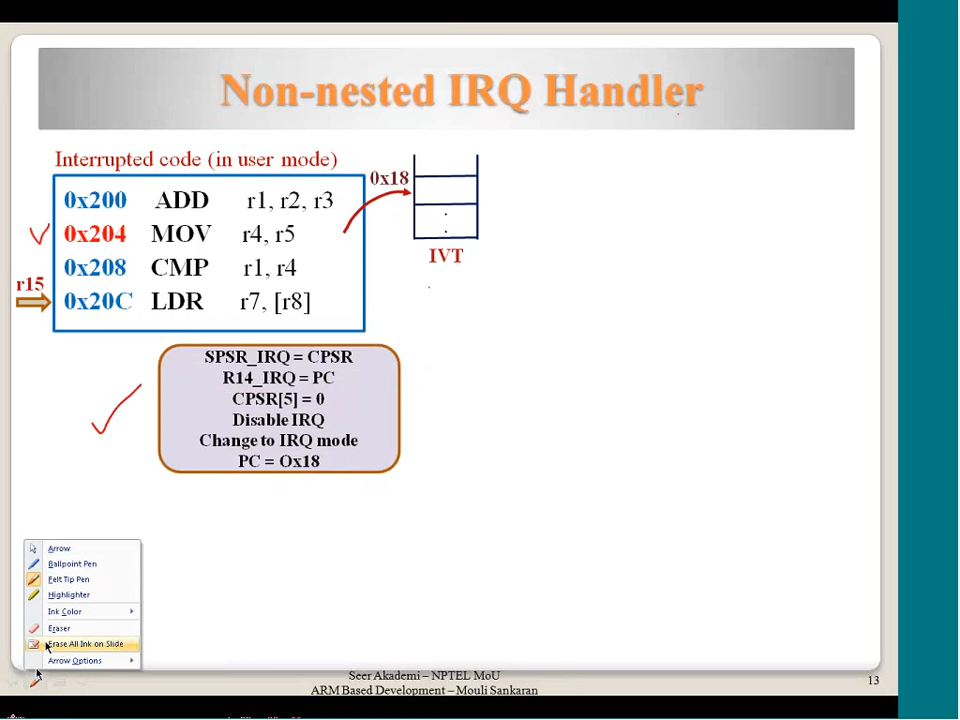 Non-nested IRQ Handler
Interrupted code (in user mode)
0x200 ADD r1, r2, r3
0x204 MOV r4, r5
0x208 CMP r1, r4
0x20C LDR r7, [r8]
r15
0x18
IVT
SPSR_IRQ = CPSR
R14_IRQ = PC
CPSR[5] = 0
Disable IRQ
Change to IRQ mode
PC = Ox18
Arrow
Ballpoint Pen
Felt Tip Pen
Highlighter
Ink Color
Eraser
Erase All Ink on Slide
Arrow Options
Seer Akademi – NPTEL MoU
ARM Based Development – Mouli Sankaran
13